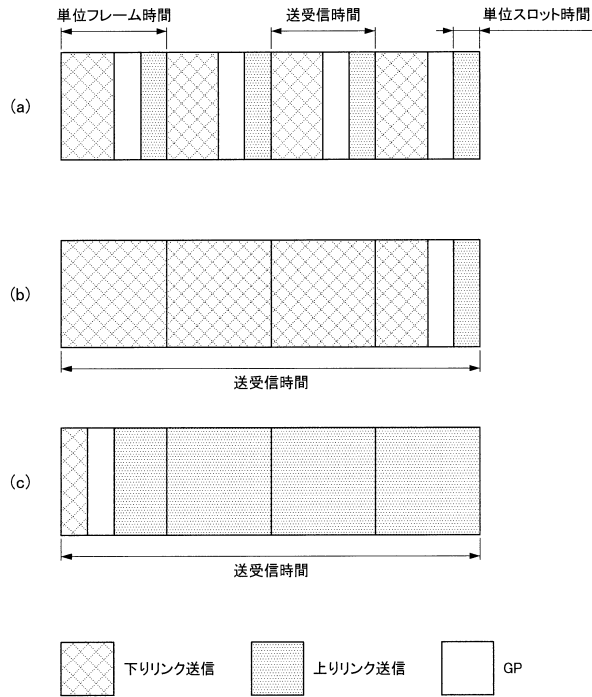 単位フレーム時間
送受信時間
単位スロット時間
(a)
(b)
送受信時間
(c)
送受信時間
下りリンク送信
上りリンク送信
GP